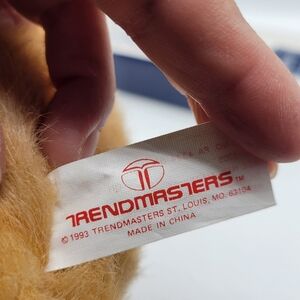 TRENDMASTERS™
© 1993 TRENDMASTERS ST. LOUIS, MO. 63104
MADE IN CHINA